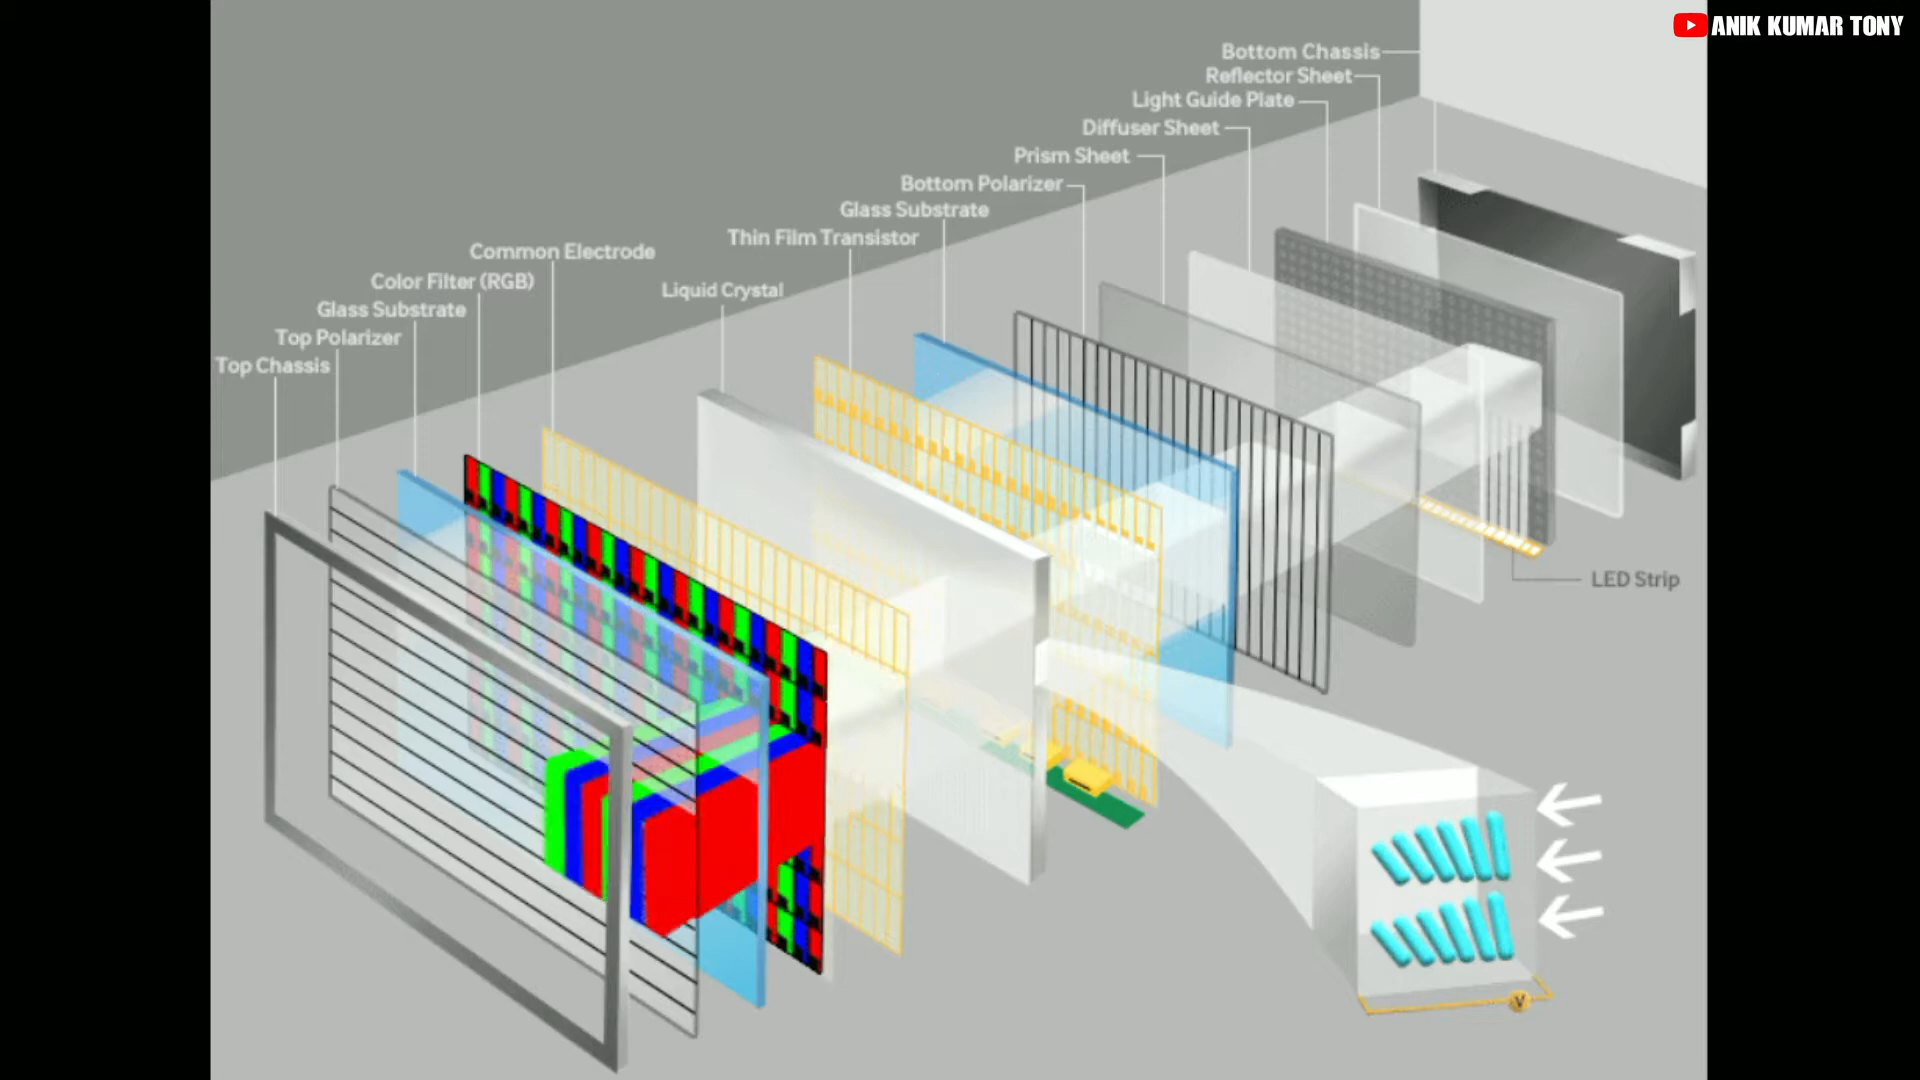 ANIK KUMAR TONY
Bottom Chassis
Reflector Sheet
Light Guide Plate
Diffuser Sheet
Prism Sheet
Bottom Polarizer
Glass Substrate
Thin Film Transistor
Common Electrode
Color Filter (RGB)
Liquid Crystal
Glass Substrate
Top Polarizer
Top Chassis
LED Strip
V